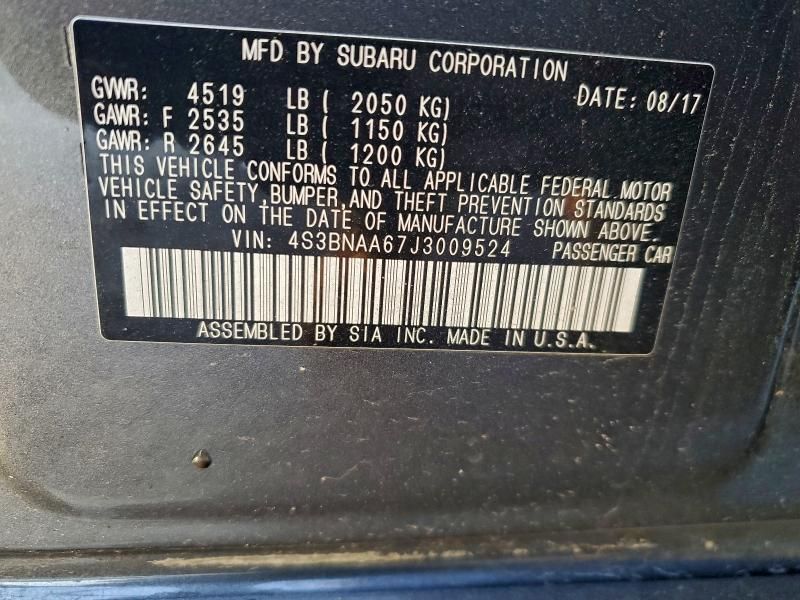 MFD BY SUBARU CORPORATION
GVWR: 4519 LB ( 2050 KG) DATE: 08/17
GAWR: F 2535 LB ( 1150 KG)
GAWR: R 2645 LB ( 1200 KG)
THIS VEHICLE CONFORMS TO ALL APPLICABLE FEDERAL MOTOR
VEHICLE SAFETY, BUMPER, AND THEFT PREVENTION STANDARDS
IN EFFECT ON THE DATE OF MANUFACTURE SHOWN ABOVE.
VIN: 4S3BNAA67J3009524 PASSENGER CAR
ASSEMBLED BY SIA INC. MADE IN U.S.A.